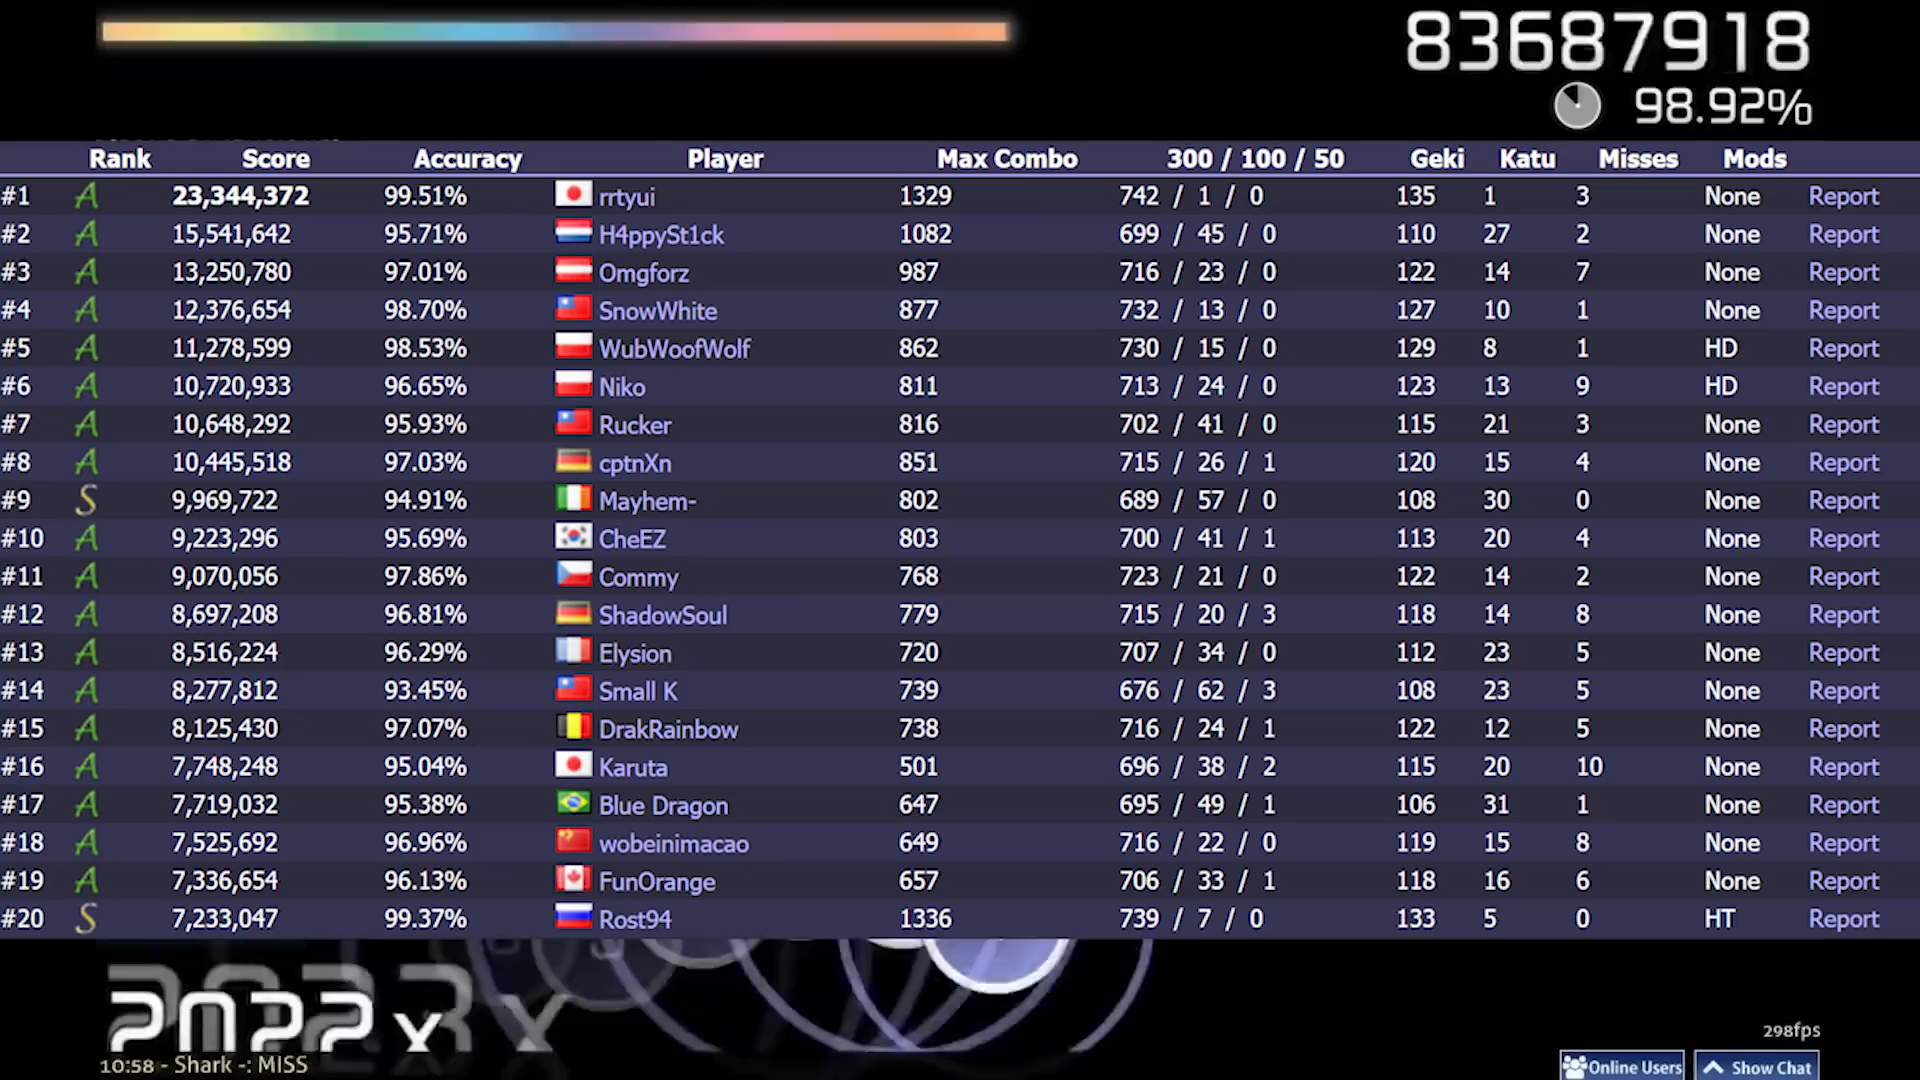 83687918
98.92%
Rank Score Accuracy Player Max Combo 300 / 100 / 50 Geki Katu Misses Mods
#1 A 23,344,372 99.51% rrtyui 1329 742 / 1 / 0 135 1 3 None Report
#2 A 15,541,642 95.71% H4ppySt1ck 1082 699 / 45 / 0 110 27 2 None Report
#3 A 13,250,780 97.01% Omgforz 987 716 / 23 / 0 122 14 7 None Report
#4 A 12,376,654 98.70% SnowWhite 877 732 / 13 / 0 127 10 1 None Report
#5 A 11,278,599 98.53% WubWoofWolf 862 730 / 15 / 0 129 8 1 HD Report
#6 A 10,720,933 96.65% Niko 811 713 / 24 / 0 123 13 9 HD Report
#7 A 10,648,292 95.93% Rucker 816 702 / 41 / 0 115 21 3 None Report
#8 A 10,445,518 97.03% cptnXn 851 715 / 26 / 1 120 15 4 None Report
#9 S 9,969,722 94.91% Mayhem- 802 689 / 57 / 0 108 30 0 None Report
#10 A 9,223,296 95.69% CheEZ 803 700 / 41 / 1 113 20 4 None Report
#11 A 9,070,056 97.86% Commy 768 723 / 21 / 0 122 14 2 None Report
#12 A 8,697,208 96.81% ShadowSoul 779 715 / 20 / 3 118 14 8 None Report
#13 A 8,516,224 96.29% Elysion 720 707 / 34 / 0 112 23 5 None Report
#14 A 8,277,812 93.45% Small K 739 676 / 62 / 3 108 23 5 None Report
#15 A 8,125,430 97.07% DrakRainbow 738 716 / 24 / 1 122 12 5 None Report
#16 A 7,748,248 95.04% Karuta 501 696 / 38 / 2 115 20 10 None Report
#17 A 7,719,032 95.38% Blue Dragon 647 695 / 49 / 1 106 31 1 None Report
#18 A 7,525,692 96.96% wobeinimacao 649 716 / 22 / 0 119 15 8 None Report
#19 A 7,336,654 96.13% FunOrange 657 706 / 33 / 1 118 16 6 None Report
#20 S 7,233,047 99.37% Rost94 1336 739 / 7 / 0 133 5 0 HT Report
2022x
298fps
10:58 - Shark -: MISS
Online Users Show Chat